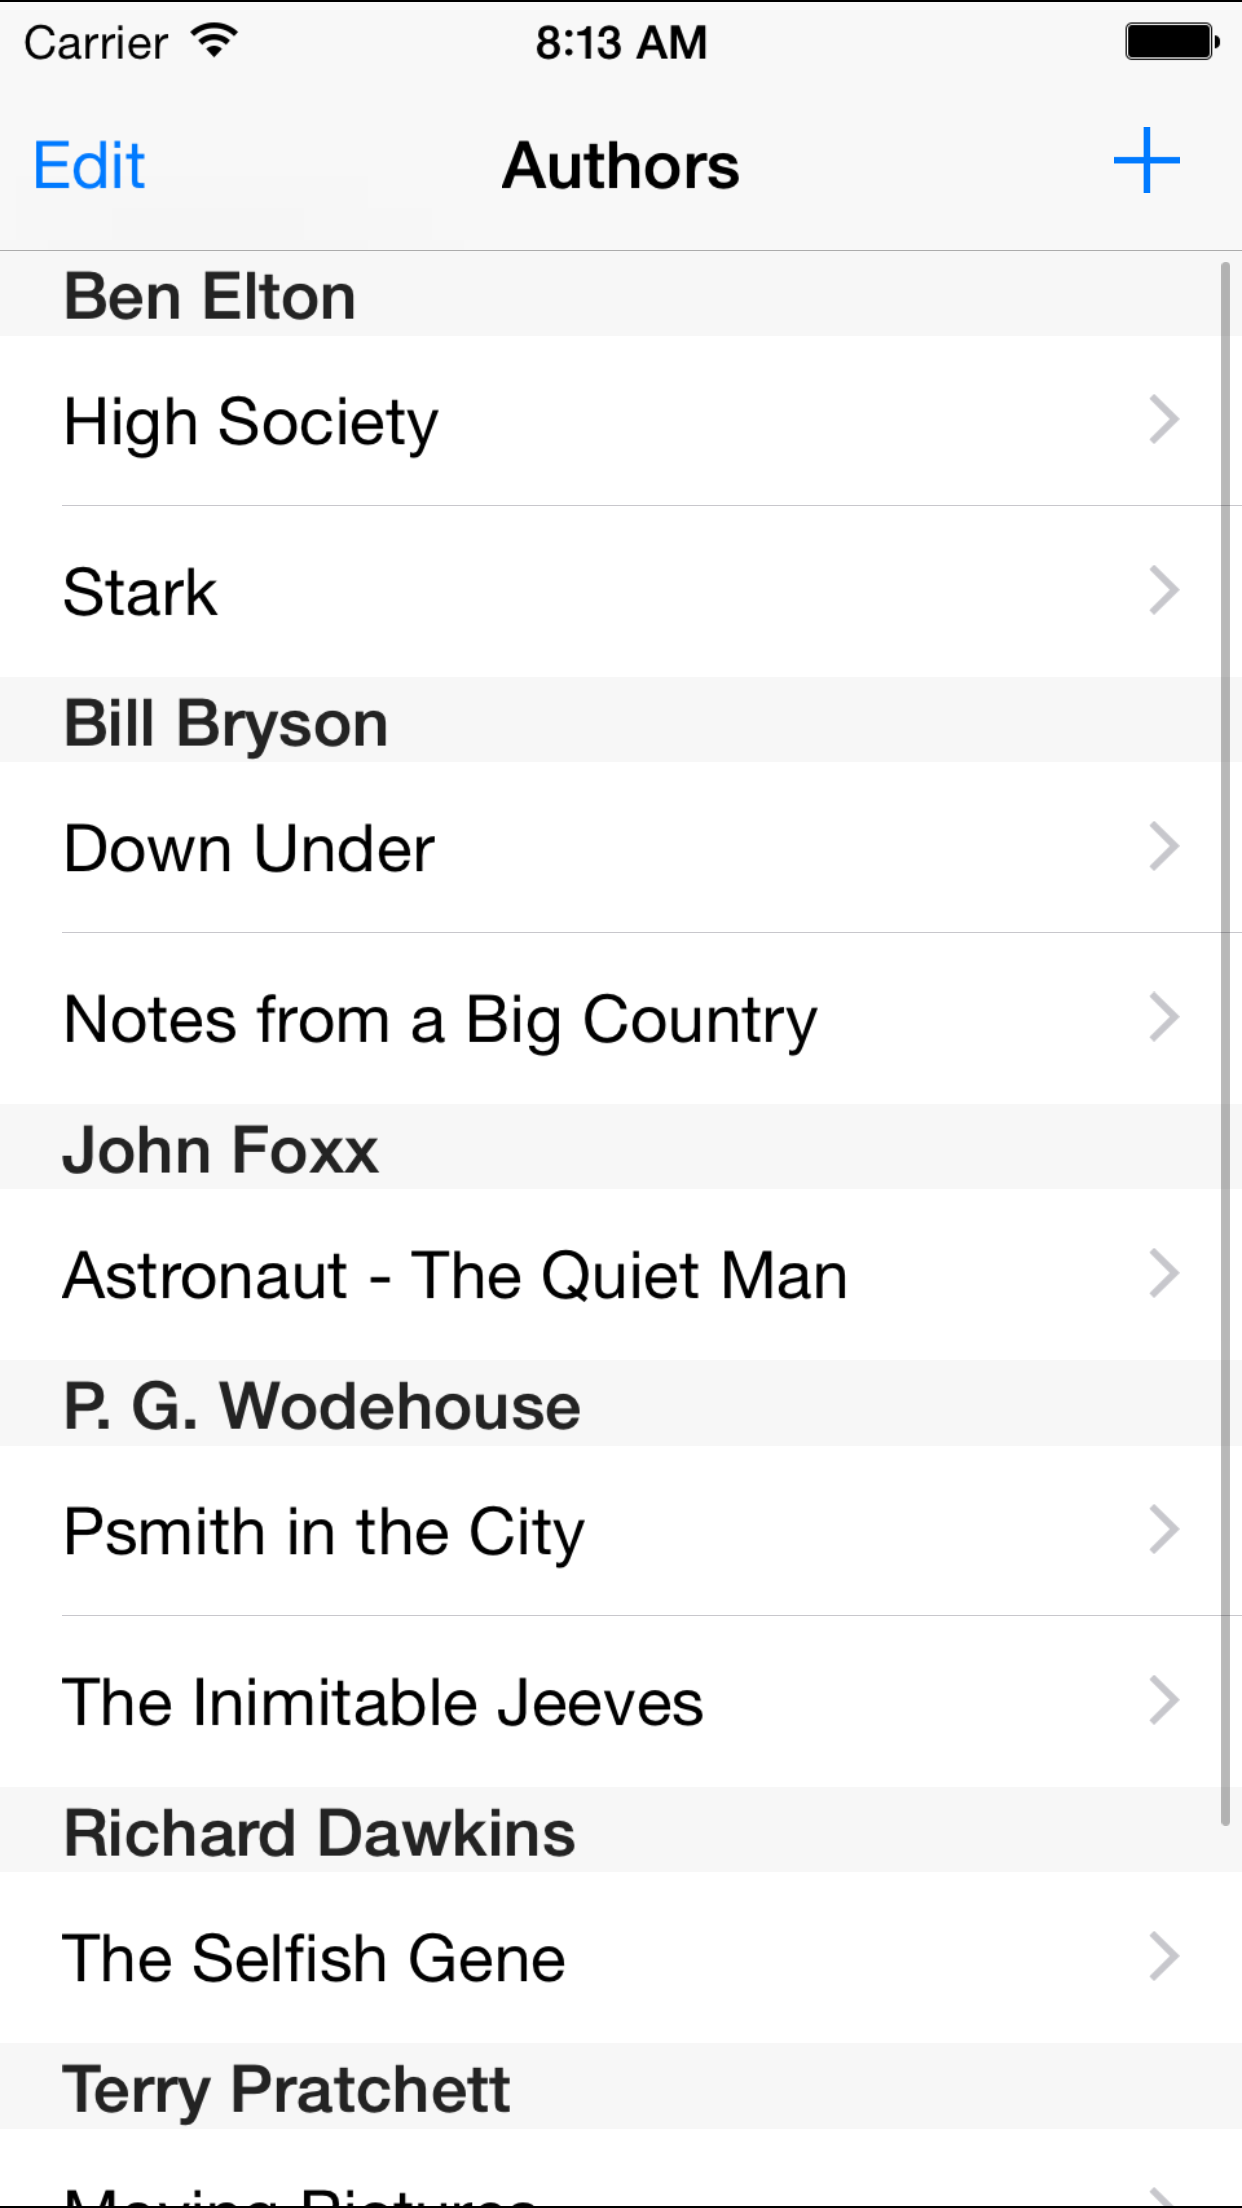 Carrier 8:13 AM
Edit Authors
Ben Elton
High Society
Stark
Bill Bryson
Down Under
Notes from a Big Country
John Foxx
Astronaut - The Quiet Man
P. G. Wodehouse
Psmith in the City
The Inimitable Jeeves
Richard Dawkins
The Selfish Gene
Terry Pratchett
Moving Pictures